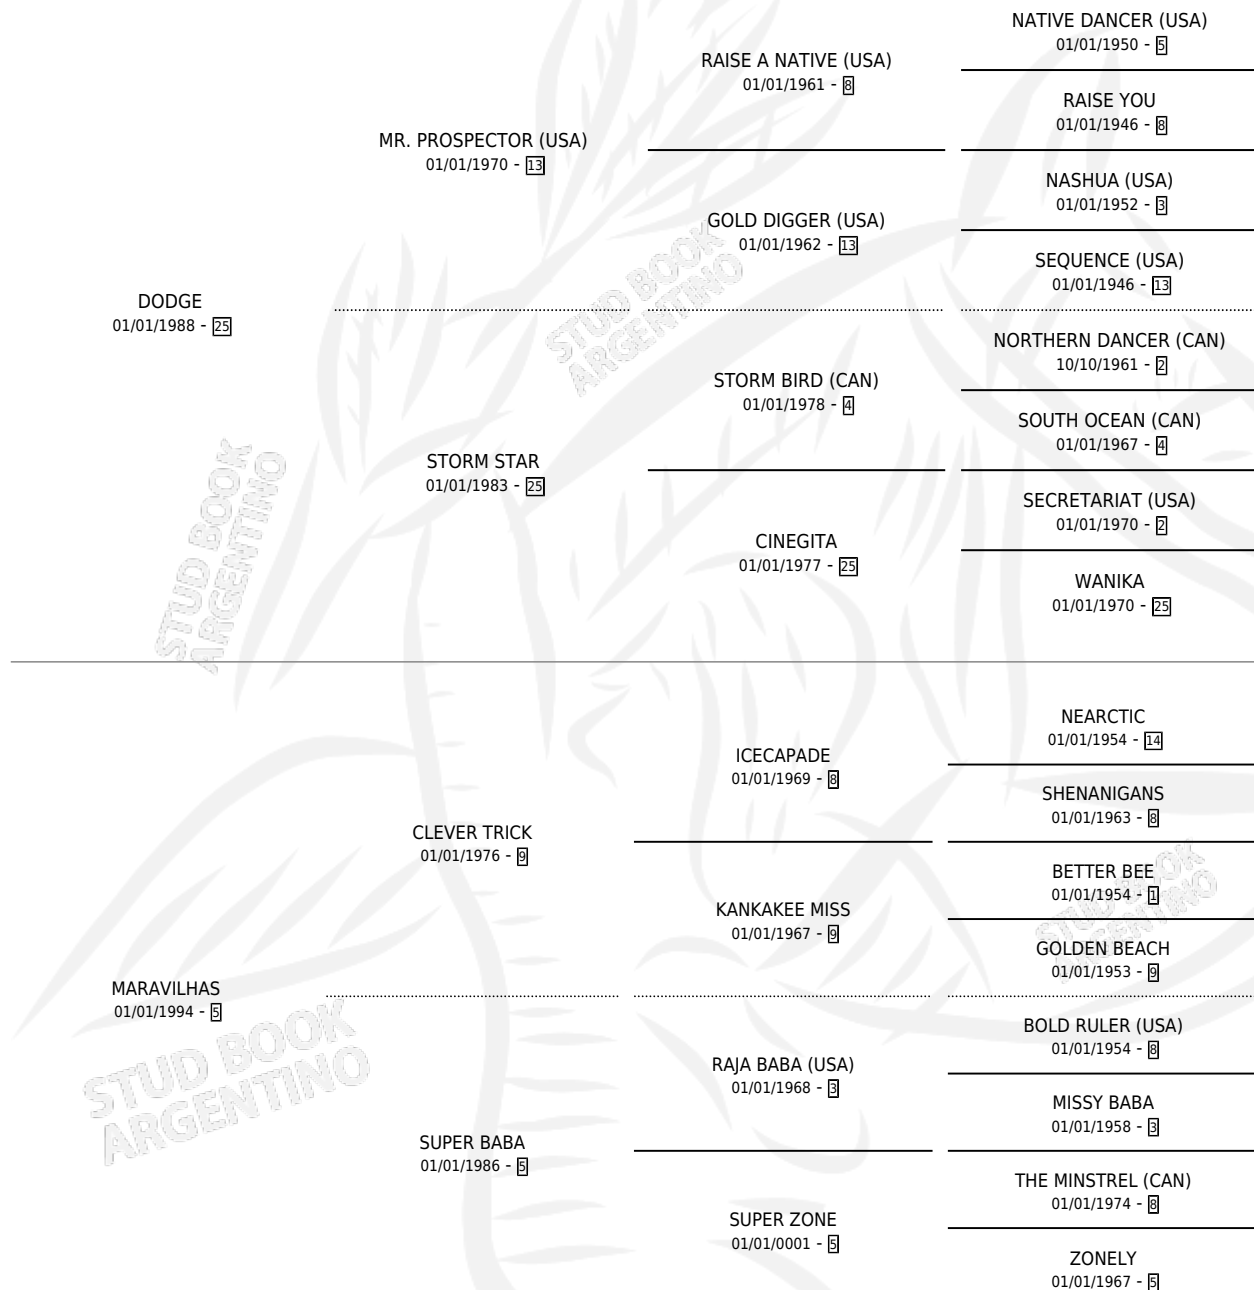 NATIVE DANCER (USA)
01/01/1950 - 5
RAISE A NATIVE (USA)
01/01/1961 - 8
RAISE YOU
01/01/1946 - 8
MR. PROSPECTOR (USA)
01/01/1970 - 13
NASHUA (USA)
01/01/1952 - 3
GOLD DIGGER (USA)
01/01/1962 - 13
SEQUENCE (USA)
01/01/1946 - 13
DODGE
01/01/1988 - 25
NORTHERN DANCER (CAN)
10/10/1961 - 2
STORM BIRD (CAN)
01/01/1978 - 4
SOUTH OCEAN (CAN)
01/01/1967 - 4
STORM STAR
01/01/1983 - 25
SECRETARIAT (USA)
01/01/1970 - 2
CINEGITA
01/01/1977 - 25
WANIKA
01/01/1970 - 25
NEARCTIC
01/01/1954 - 14
ICECAPADE
01/01/1969 - 8
SHENANIGANS
01/01/1963 - 8
CLEVER TRICK
01/01/1976 - 9
BETTER BEE
01/01/1954 - 1
KANKAKEE MISS
01/01/1967 - 9
GOLDEN BEACH
01/01/1953 - 9
MARAVILHAS
01/01/1994 - 5
BOLD RULER (USA)
01/01/1954 - 8
RAJA BABA (USA)
01/01/1968 - 3
MISSY BABA
01/01/1958 - 3
SUPER BABA
01/01/1986 - 5
THE MINSTREL (CAN)
01/01/1974 - 8
SUPER ZONE
01/01/0001 - 5
ZONELY
01/01/1967 - 5
STUD BOOK
ARGENTINO
STUD BOOK
ARGENTINO
STUD BOOK
ARGENTINO
STUD BOOK
ARGENTINO